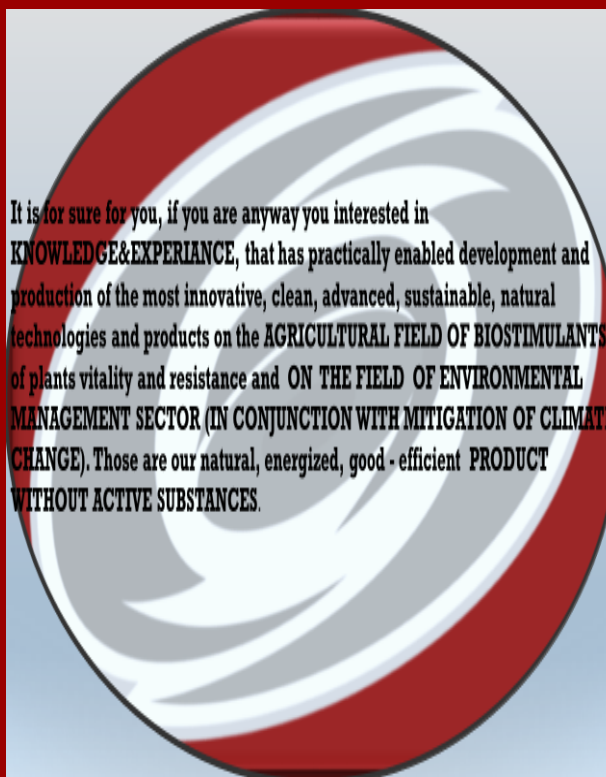 It is for sure for you, if you are anyway you interested in
KNOWLEDGE&EXPERIANCE, that has practically enabled development and
production of the most innovative, clean, advanced, sustainable, natural
technologies and products on the AGRICULTURAL FIELD OF BIOSTIMULANTS
of plants vitality and resistance and ON THE FIELD OF ENVIRONMENTAL
MANAGEMENT SECTOR (IN CONJUNCTION WITH MITIGATION OF CLIMAT
CHANGE). Those are our natural, energized, good - efficient PRODUCT
WITHOUT ACTIVE SUBSTANCES.